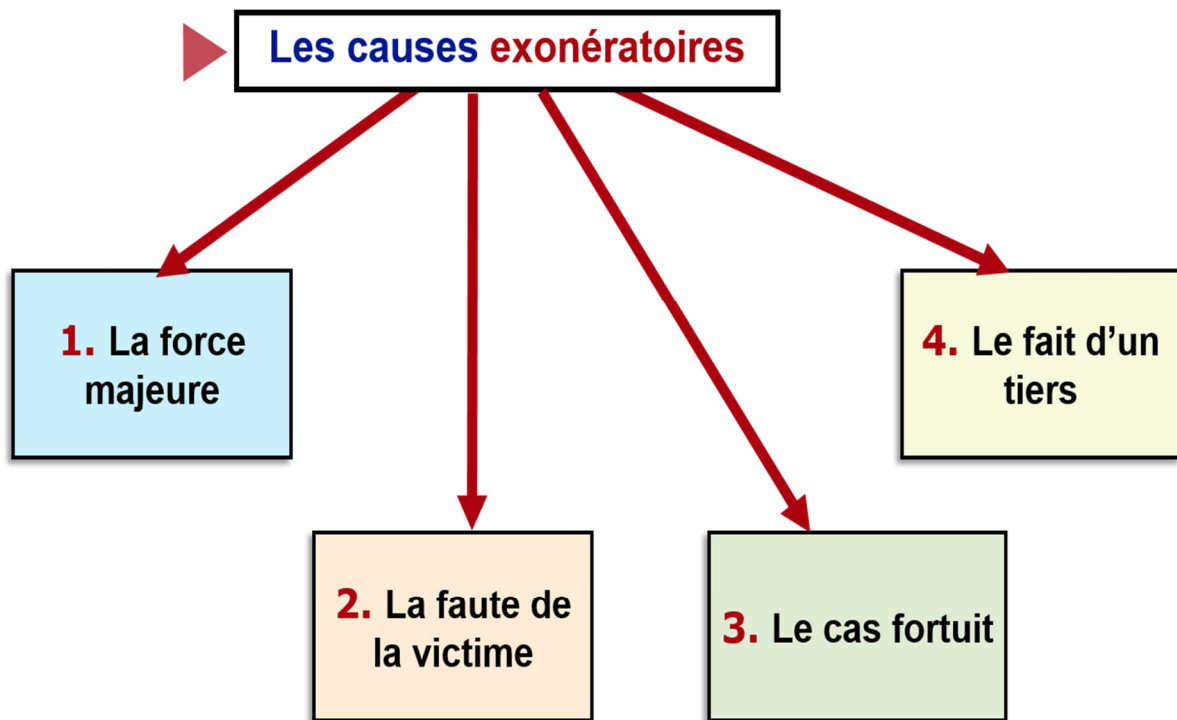 Les causes exonératoires
1. La force
majeure
2. La faute de
la victime
3. Le cas fortuit
4. Le fait d’un
tiers